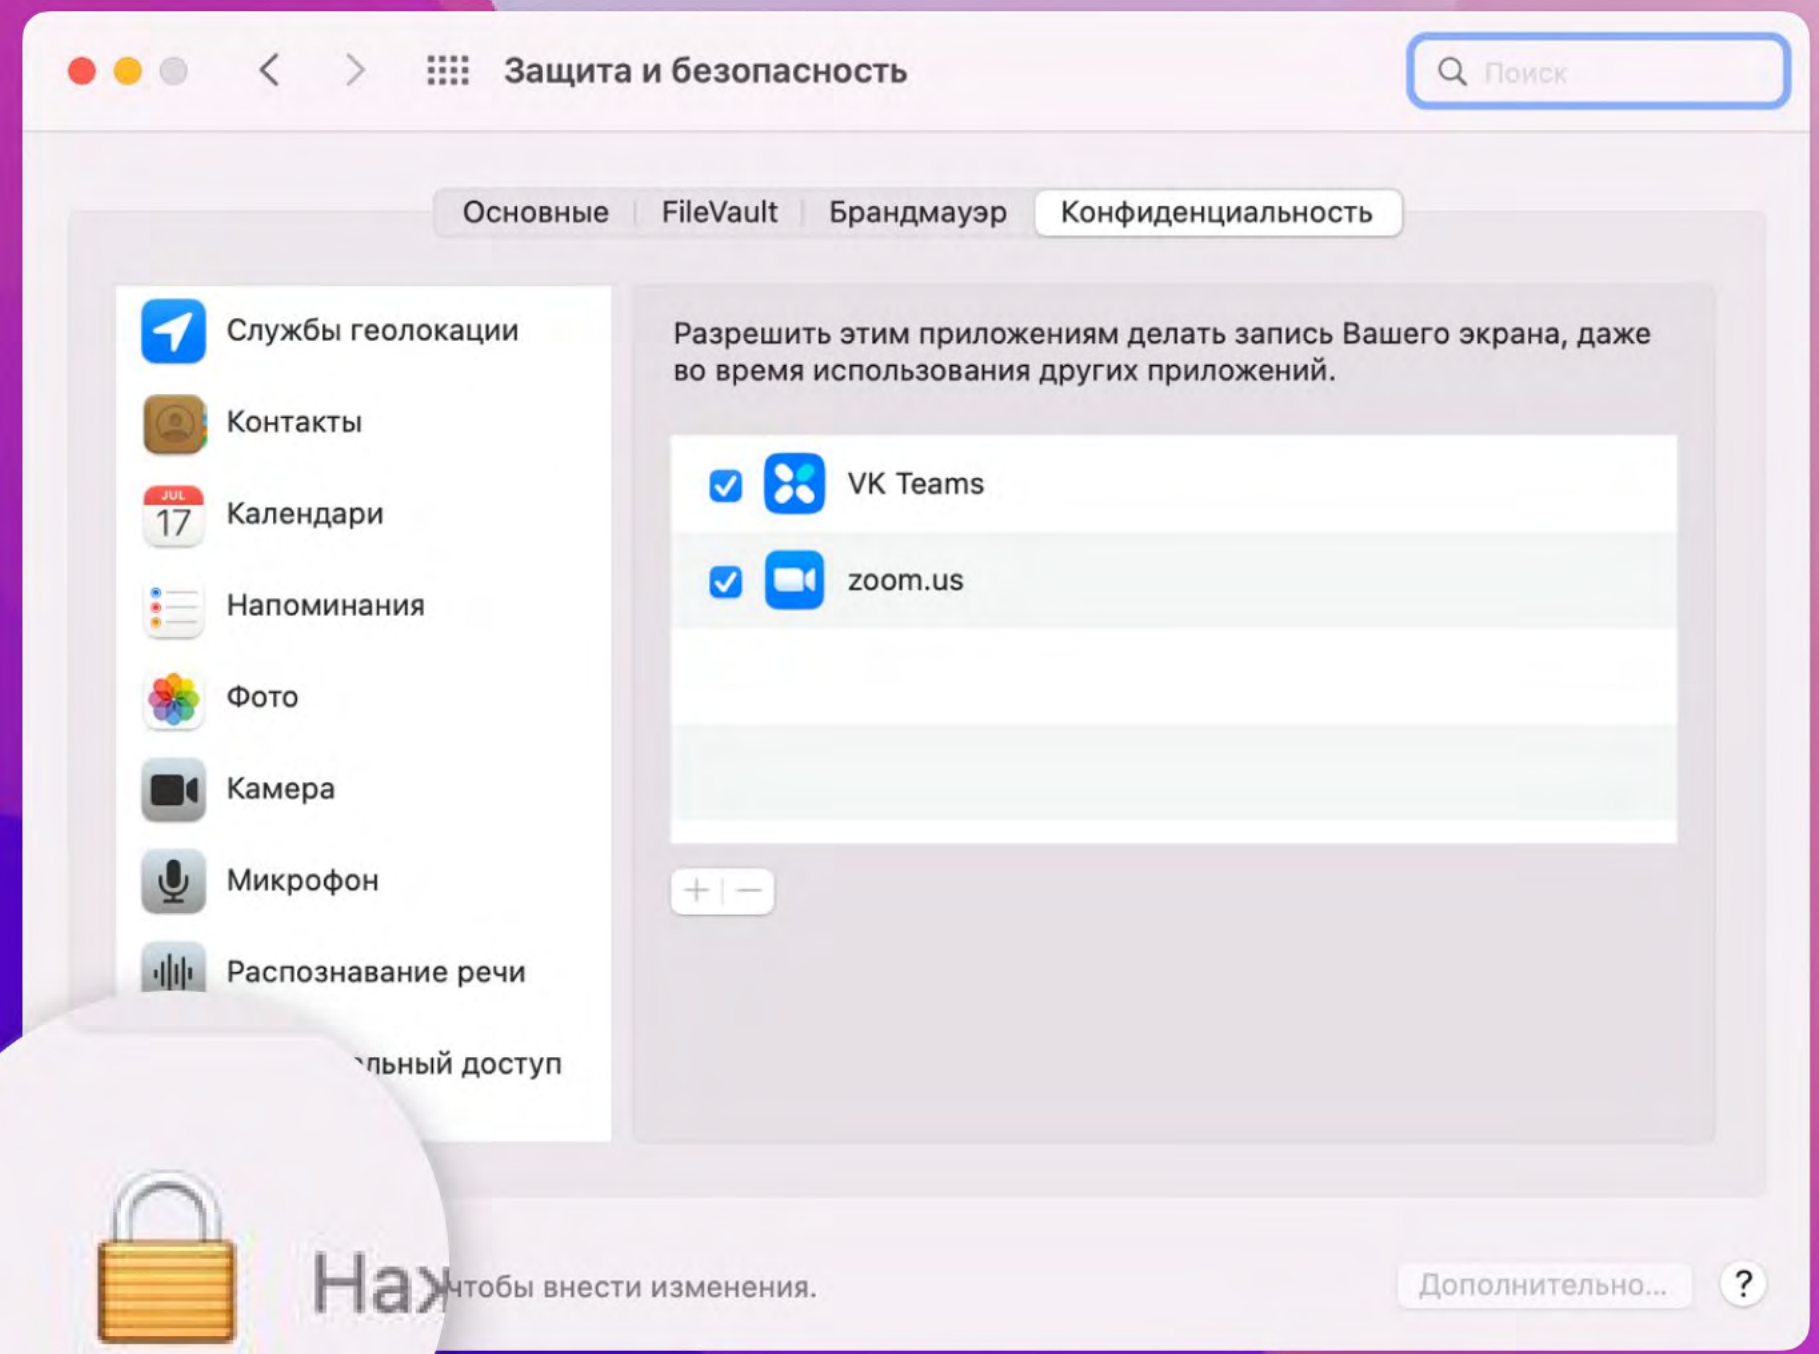 Защита и безопасность
Поиск
Основные
FileVault
Брандмауэр
Конфиденциальность
Службы геолокации
Контакты
JUL
17
Календари
Напоминания
Фото
Камера
Микрофон
Распознавание речи
льный доступ
Разрешить этим приложениям делать запись Вашего экрана, даже
во время использования других приложений.
VK Teams
zoom.us
чтобы внести изменения.
Дополнительно...
?